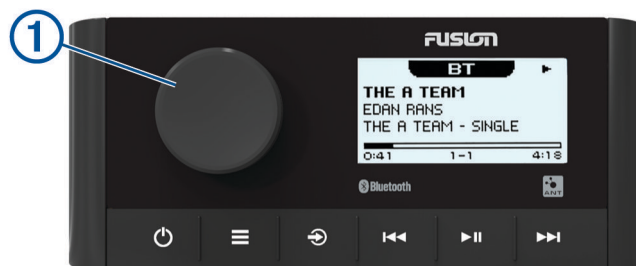 1
FUSION
BT
THE A TEAM
EDAN RANS
THE A TEAM - SINGLE
0:41 1-1 4:18
Bluetooth
ANT